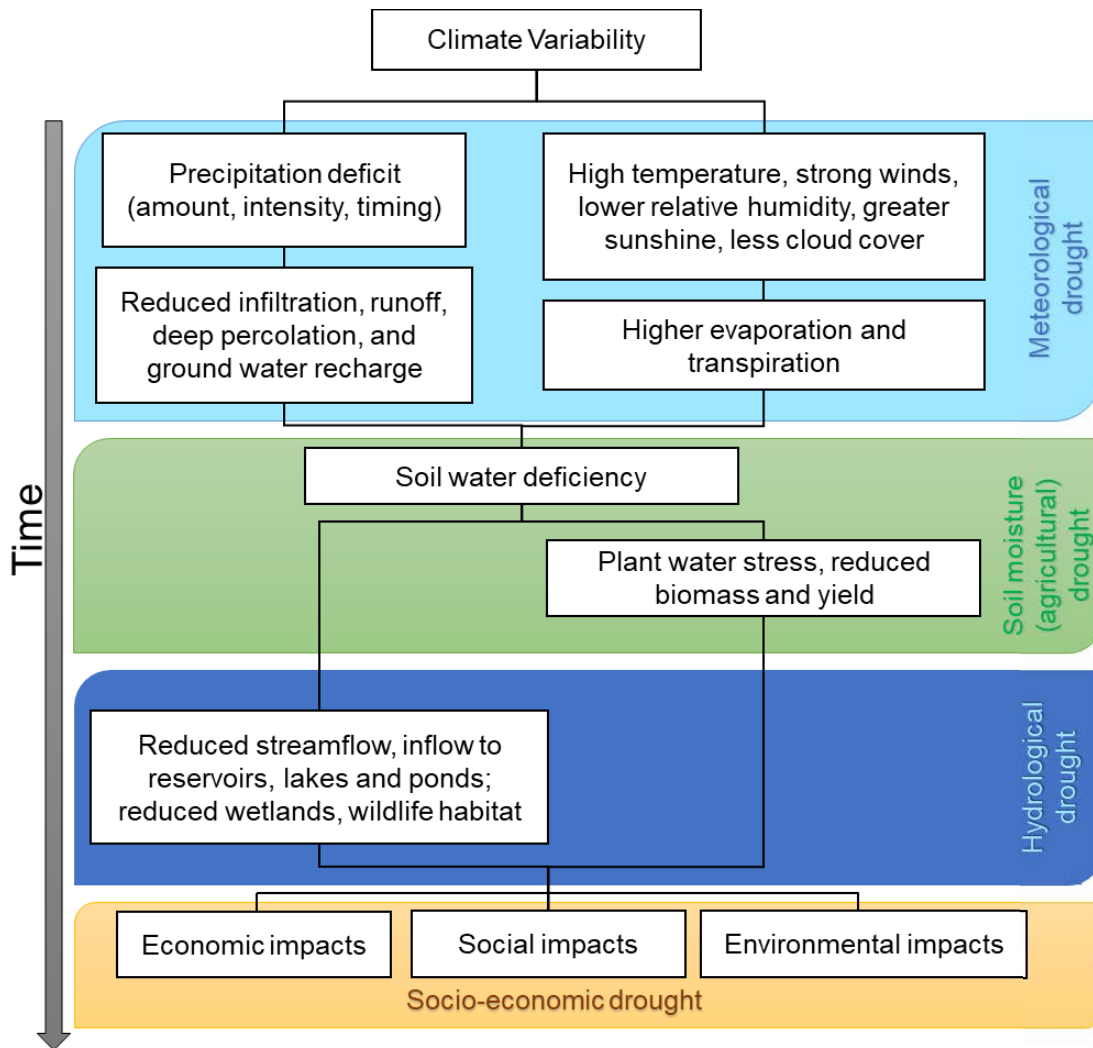 Climate Variability
Time
Precipitation deficit
(amount, intensity, timing)
High temperature, strong winds,
lower relative humidity, greater
sunshine, less cloud cover
Meteorological
drought
Reduced infiltration, runoff,
deep percolation, and
ground water recharge
Higher evaporation and
transpiration
Soil water deficiency
Plant water stress, reduced
biomass and yield
Soil moisture
(agricultural)
drought
Reduced streamflow, inflow to
reservoirs, lakes and ponds;
reduced wetlands, wildlife habitat
Hydrological
drought
Economic impacts
Social impacts
Environmental impacts
Socio-economic drought